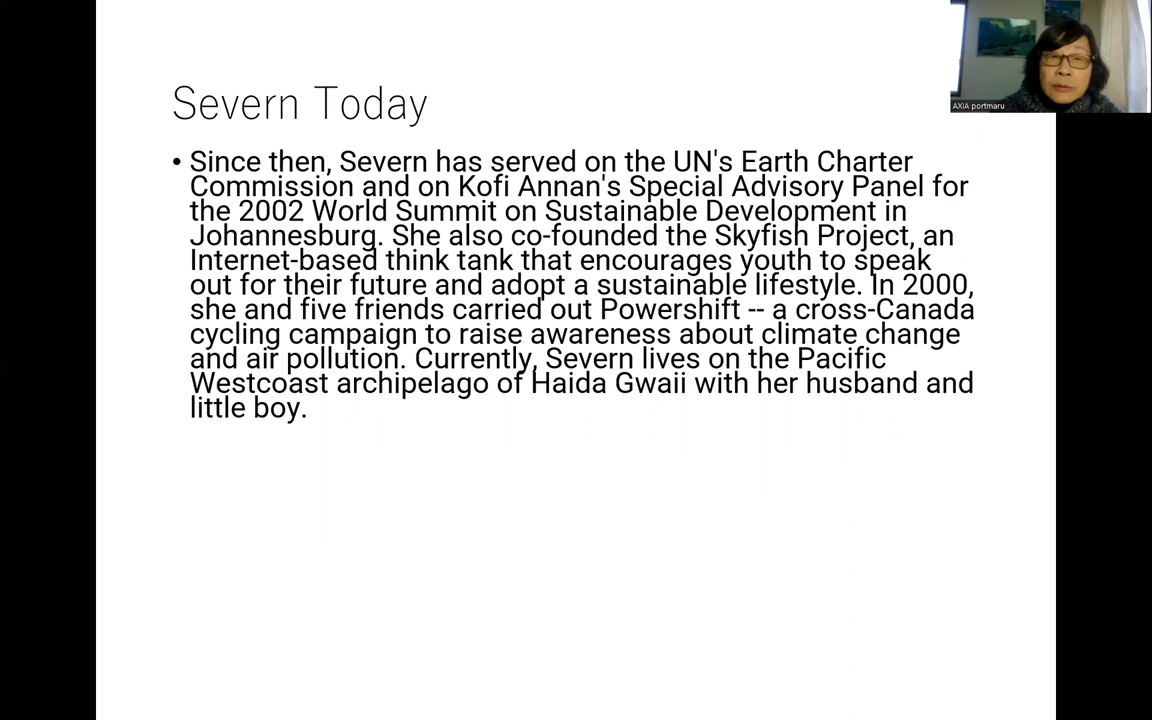 Severn Today
• Since then, Severn has served on the UN's Earth Charter
Commission and on Kofi Annan's Special Advisory Panel for
the 2002 World Summit on Sustainable Development in
Johannesburg. She also co-founded the Skyfish Project, an
Internet-based think tank that encourages youth to speak
out for their future and adopt a sustainable lifestyle. In 2000,
she and five friends carried out Powershift -- a cross-Canada
cycling campaign to raise awareness about climate change
and air pollution. Currently, Severn lives on the Pacific
Westcoast archipelago of Haida Gwaii with her husband and
little boy.
AXIA portmaru